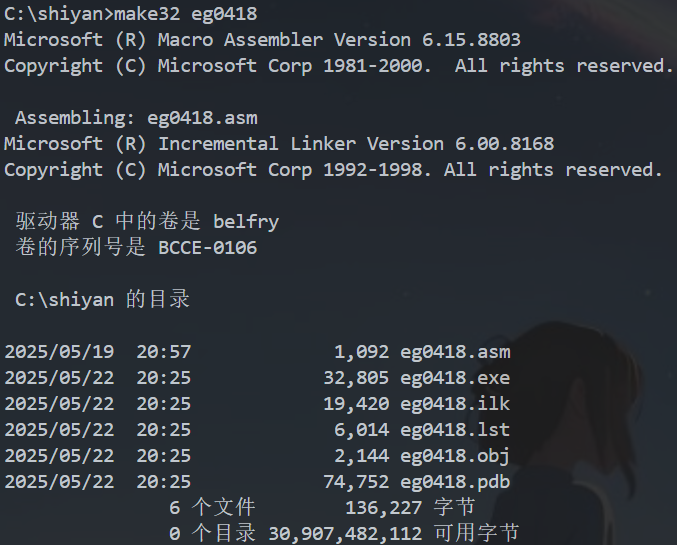 C:\shiyan>make32 eg0418
Microsoft (R) Macro Assembler Version 6.15.8803
Copyright (C) Microsoft Corp 1981-2000.  All rights reserved.
Assembling: eg0418.asm
Microsoft (R) Incremental Linker Version 6.00.8168
Copyright (C) Microsoft Corp 1992-1998. All rights reserved.
驱动器 C 中的卷是 belfry
卷的序列号是 BCCE-0106
C:\shiyan 的目录
2025/05/19  20:57             1,092 eg0418.asm
2025/05/22  20:25            32,805 eg0418.exe
2025/05/22  20:25            19,420 eg0418.ilk
2025/05/22  20:25             6,014 eg0418.lst
2025/05/22  20:25             2,144 eg0418.obj
2025/05/22  20:25            74,752 eg0418.pdb
6 个文件        136,227 字节
0 个目录 30,907,482,112 可用字节